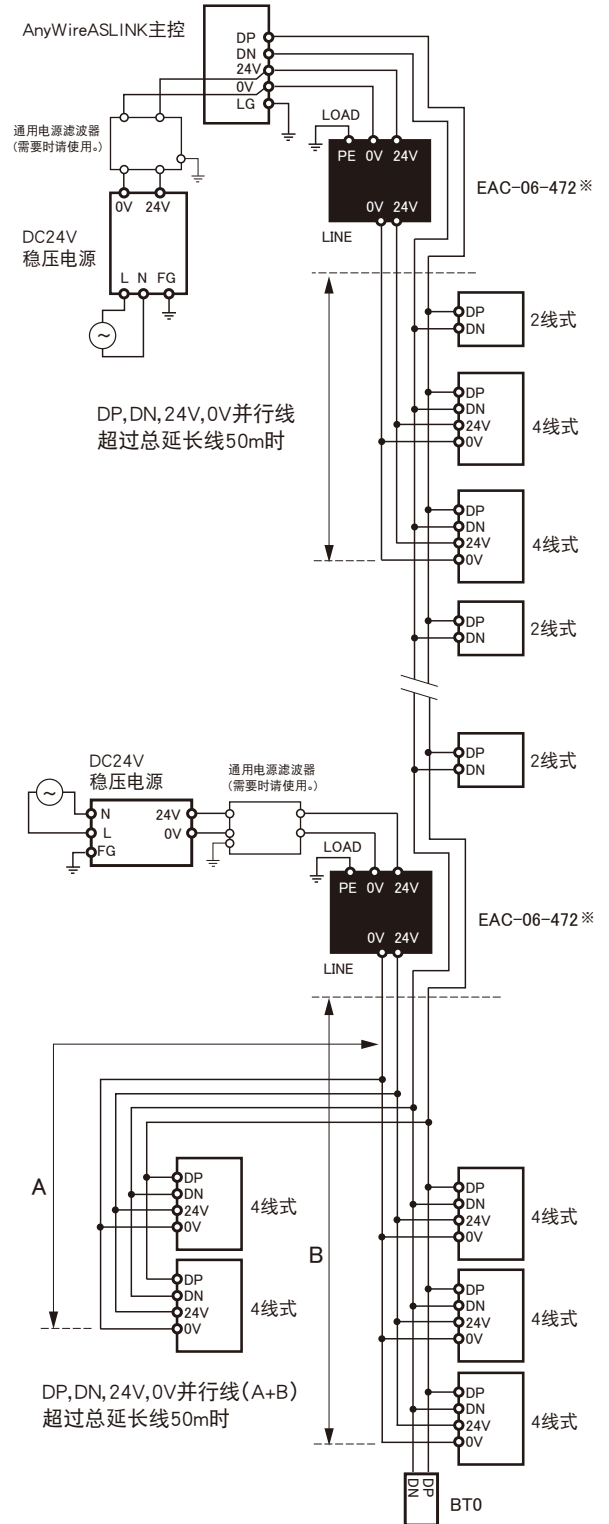 AnyWireASLINK主控
DP
DN
24V
0V
LG
通用电源滤波器
(需要时请使用。)
0V 24V
DC24V
稳压电源
L N FG
~
LOAD
PE 0V 24V
0V 24V
LINE
EAC-06-472※
DP
DN
2线式
DP,DN,24V,0V并行线
超过总延长线50m时
DP
DN
24V
0V
4线式
DP
DN
24V
0V
4线式
DP
DN
2线式
DP
DN
2线式
DC24V
稳压电源
~
N
L
FG
24V
0V
通用电源滤波器
(需要时请使用。)
LOAD
PE 0V 24V
0V 24V
LINE
EAC-06-472※
A
B
DP
DN
24V
0V
4线式
DP
DN
24V
0V
4线式
DP
DN
24V
0V
4线式
DP
DN
24V
0V
4线式
DP
DN
24V
0V
4线式
DP,DN,24V,0V并行线(A+B)
超过总延长线50m时
DP
DN
BT0